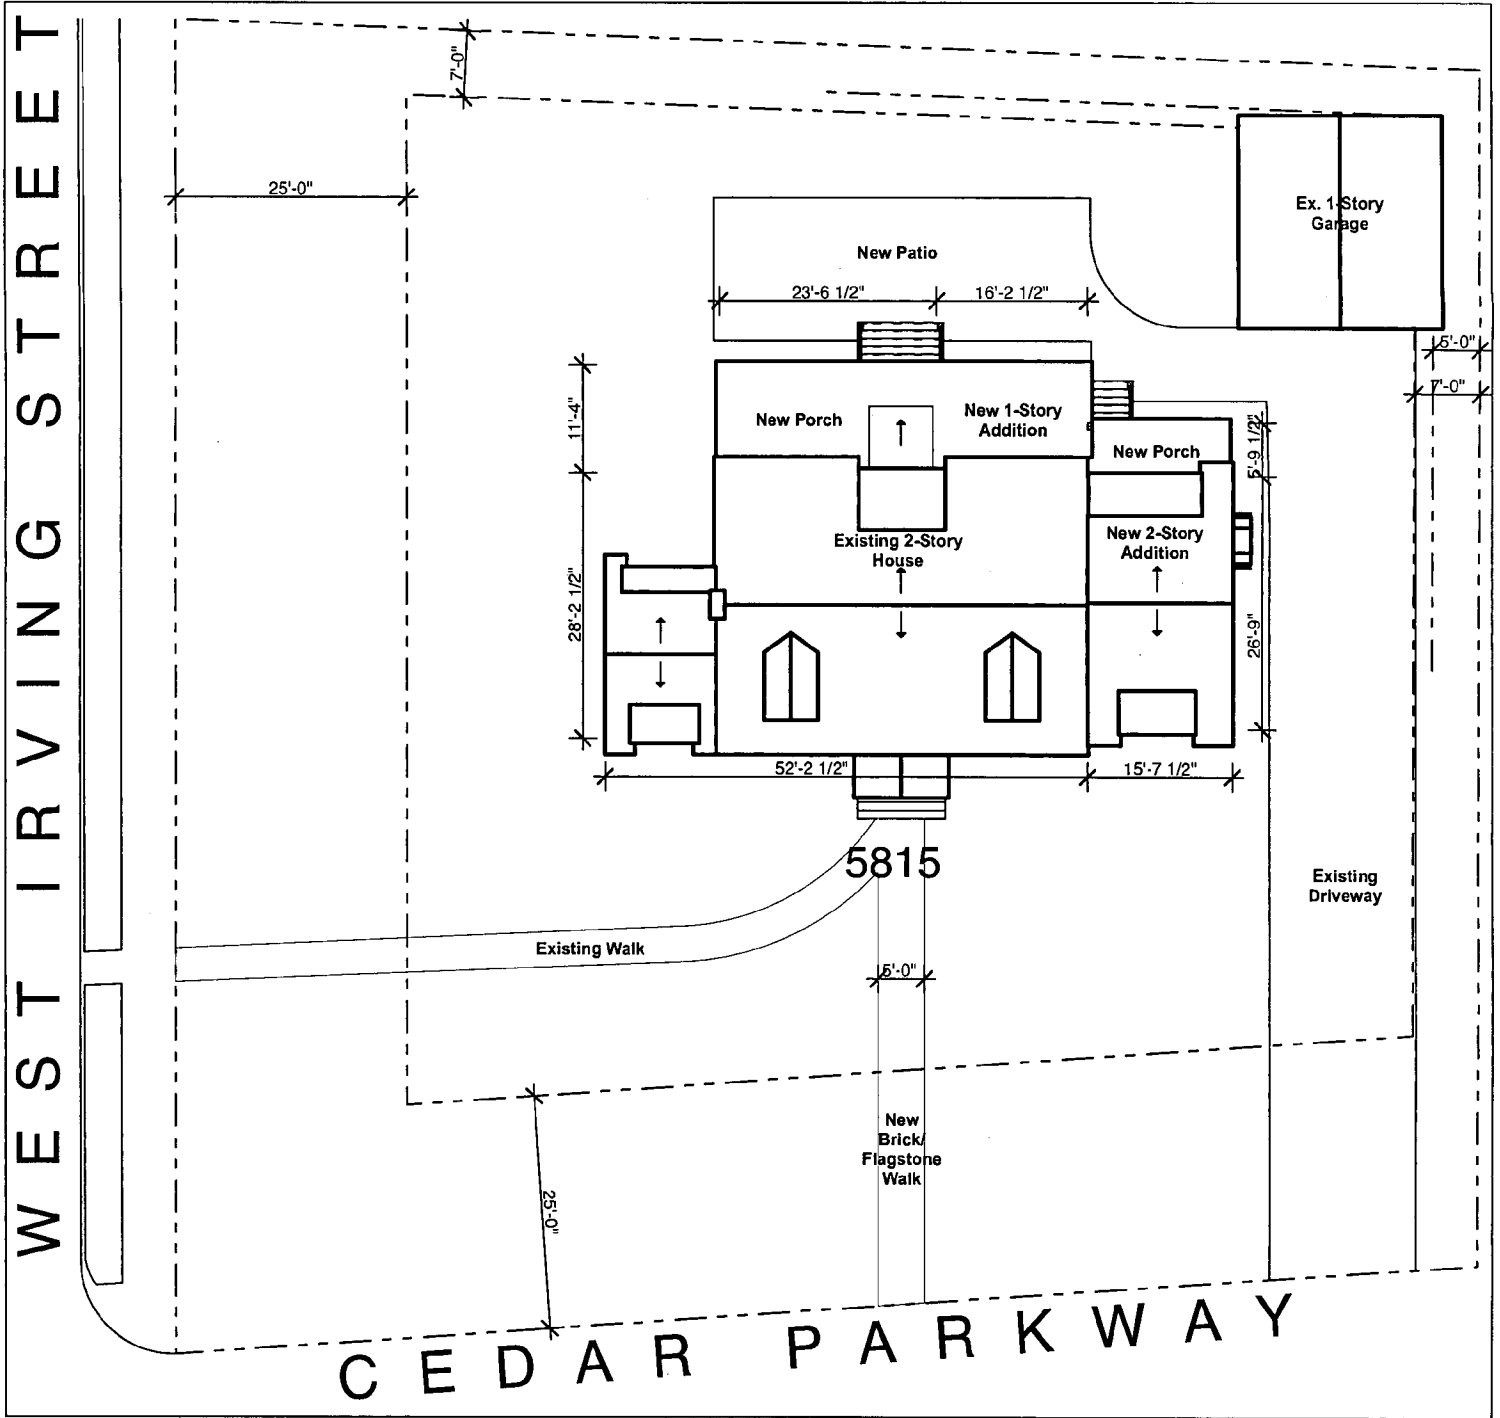 WEST IRVING STREET
7'-0"
25'-0"
Ex. 1-Story
Garage
New Patio
23'-6 1/2"
16'-2 1/2"
5'-0"
7'-0"
11'-4"
New Porch
New 1-Story
Addition
5'-9 1/2"
New Porch
Existing 2-Story
House
New 2-Story
Addition
28'-2 1/2"
26'-9"
52'-2 1/2"
15'-7 1/2"
5815
Existing
Driveway
Existing Walk
5'-0"
New
Brick/
Flagstone
Walk
25'-0"
CEDAR PARKWAY